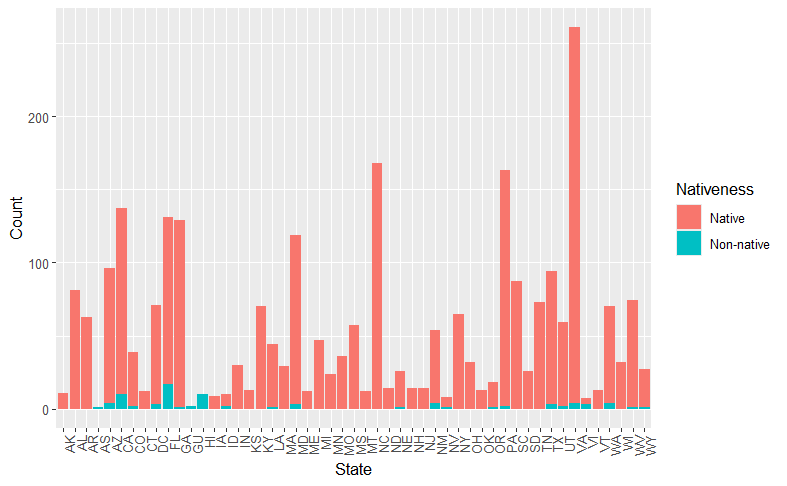 200
100
0
Count
AK AL AR AS AZ CA CO CT DC FL GA GU HI IA ID IN KS KY LA MA MD ME MI MN MO MS MT NC ND NE NH NJ NM NV NY OH OK OR PA SC SD TN TX UT VA VI VT WA WI WV WY
State
Nativeness
Native
Non-native